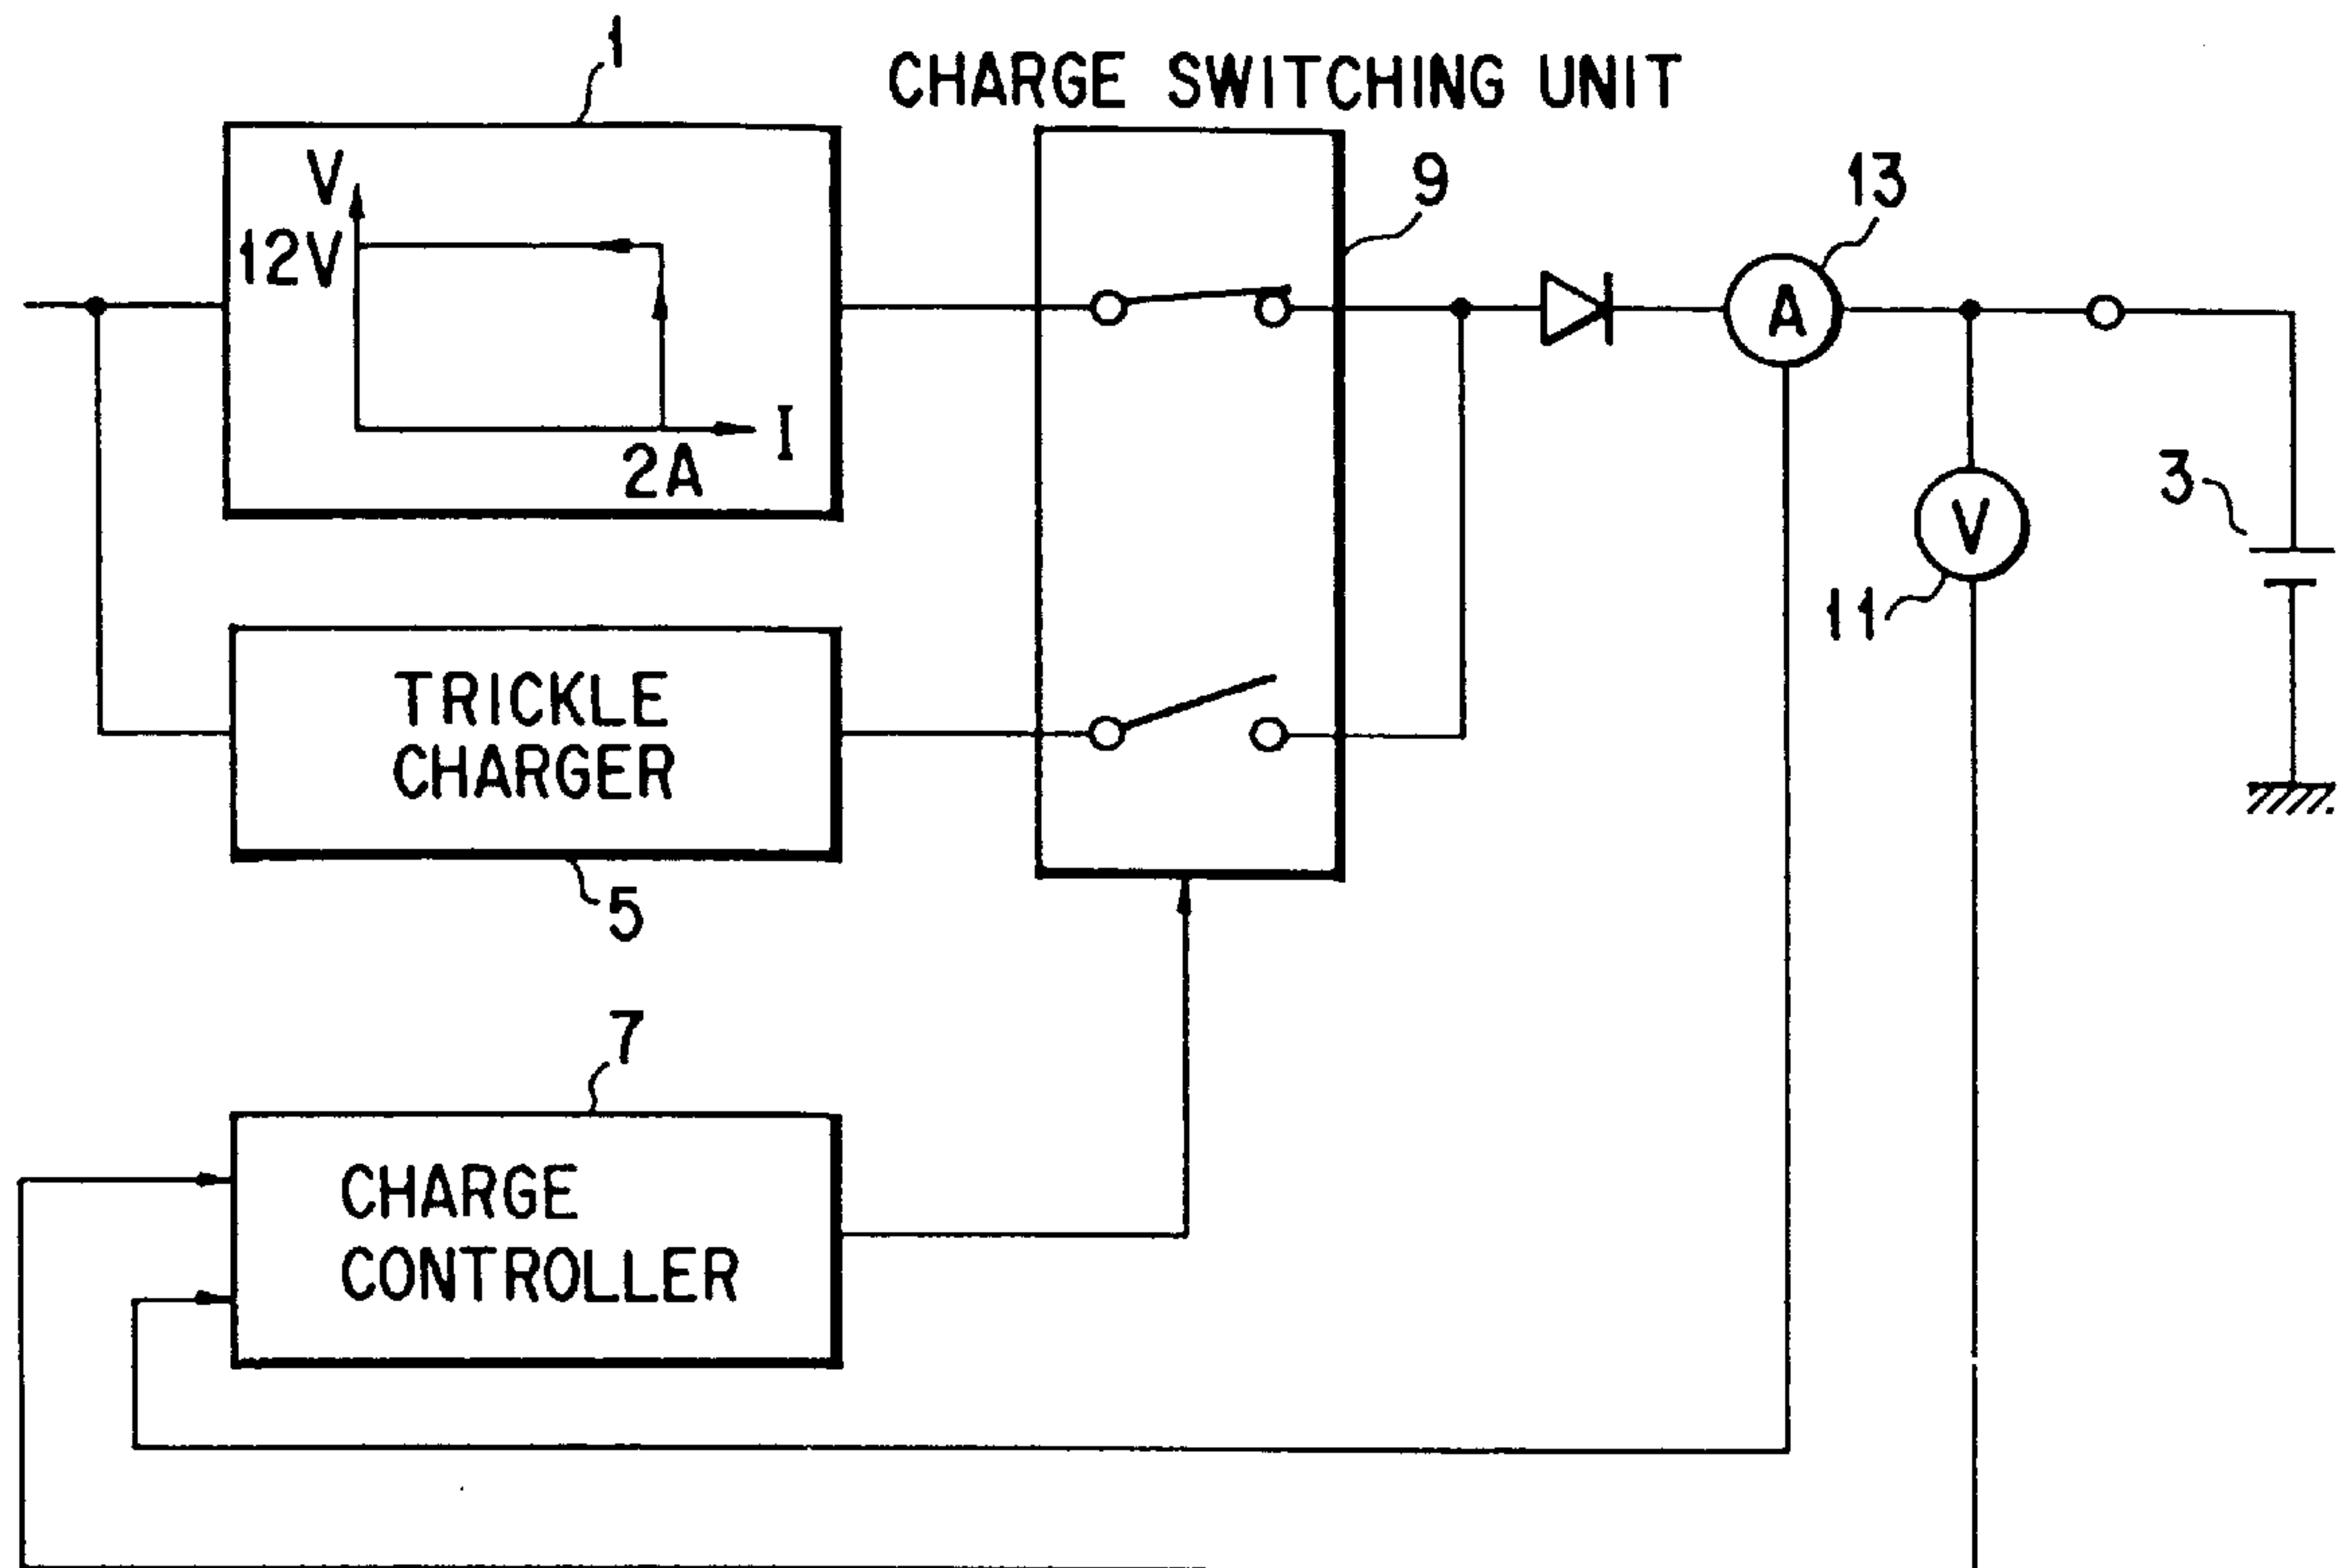 1
CHARGE SWITCHING UNIT
V
12V
2A
I
9
13
A
V
11
3
TRICKLE
CHARGER
5
7
CHARGE
CONTROLLER